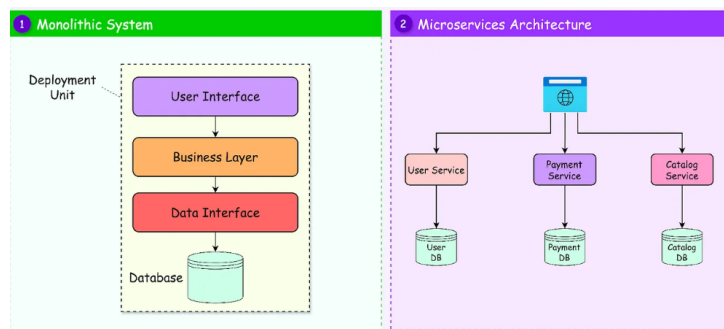 1 Monolithic System
Deployment
Unit
User Interface
Business Layer
Data Interface
Database
2 Microservices Architecture
User Service
Payment
Service
Catalog
Service
User
DB
Payment
DB
Catalog
DB